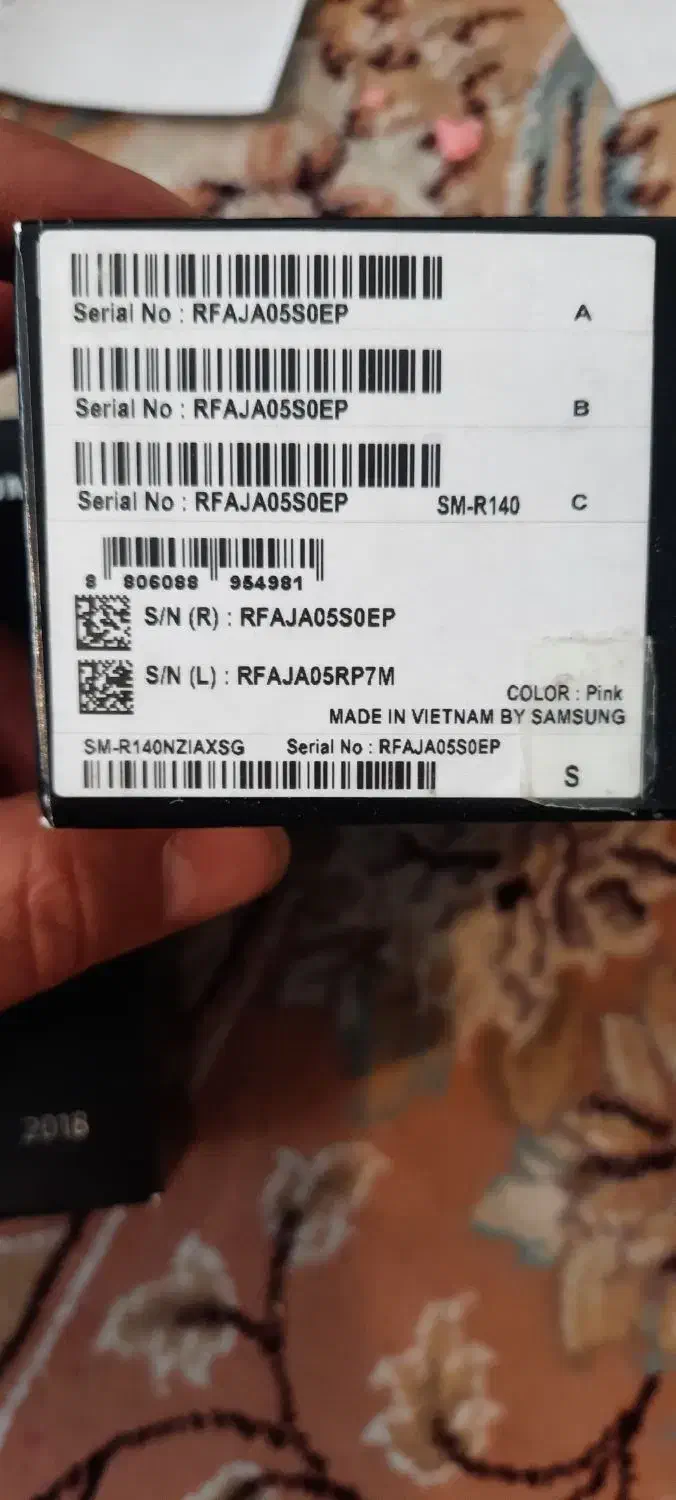 Serial No : RFAJA05S0EP A
Serial No : RFAJA05S0EP B
Serial No : RFAJA05S0EP SM-R140 C
8 806088 954981
S/N (R) : RFAJA05S0EP
S/N (L) : RFAJA05RP7M
COLOR : Pink
MADE IN VIETNAM BY SAMSUNG
SM-R140NZIAXSG Serial No : RFAJA05S0EP
S
2018